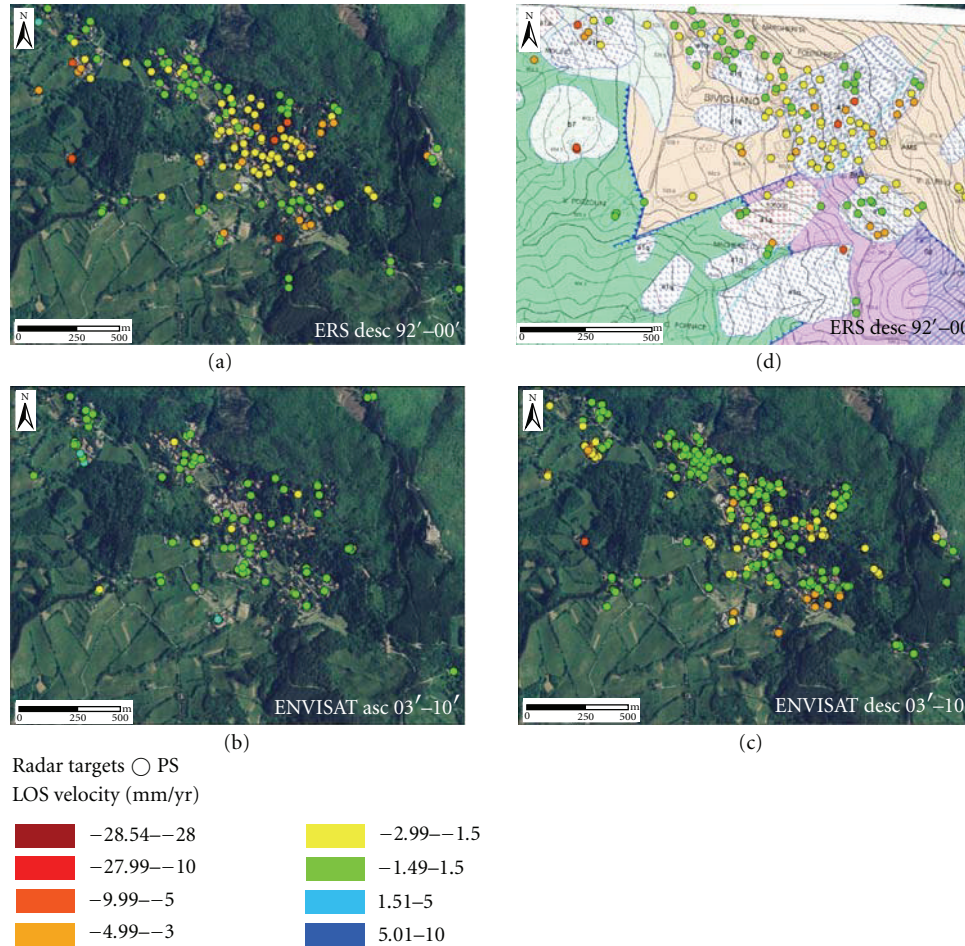 N
0 250 500 m
ERS desc 92′–00′
(a)
N
BIVIGLIANO
0 250 500
ERS desc 92′–00
(d)
N
0 250 500 m
ENVISAT asc 03′–10′
(b)
N
0 250 500 m
ENVISAT desc 03′–10
(c)
Radar targets ○ PS
LOS velocity (mm/yr)
−28.54–−28
−27.99–−10
−9.99–−5
−4.99–−3
−2.99–−1.5
−1.49–1.5
1.51–5
5.01–10